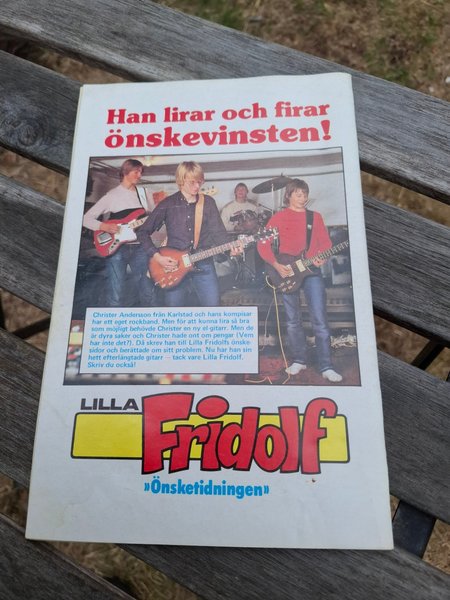 Han lirar och firar
önskevinsten!
Christer Andersson från Karlstad och hans kompisar
har ett eget rockband. Men för att kunna lira så bra
som möjligt behövde Christer en ny el-gitarr. Men de
är dyra saker och Christer hade ont om pengar (Vem
har inte det?). Då skrev han till Lilla Fridolfs önske-
sidor och berättade om sitt problem. Nu har han sin
hett efterlängtade gitarr – tack vare Lilla Fridolf.
Skriv du också!
LILLA
Fridolf
»Önsketidningen»